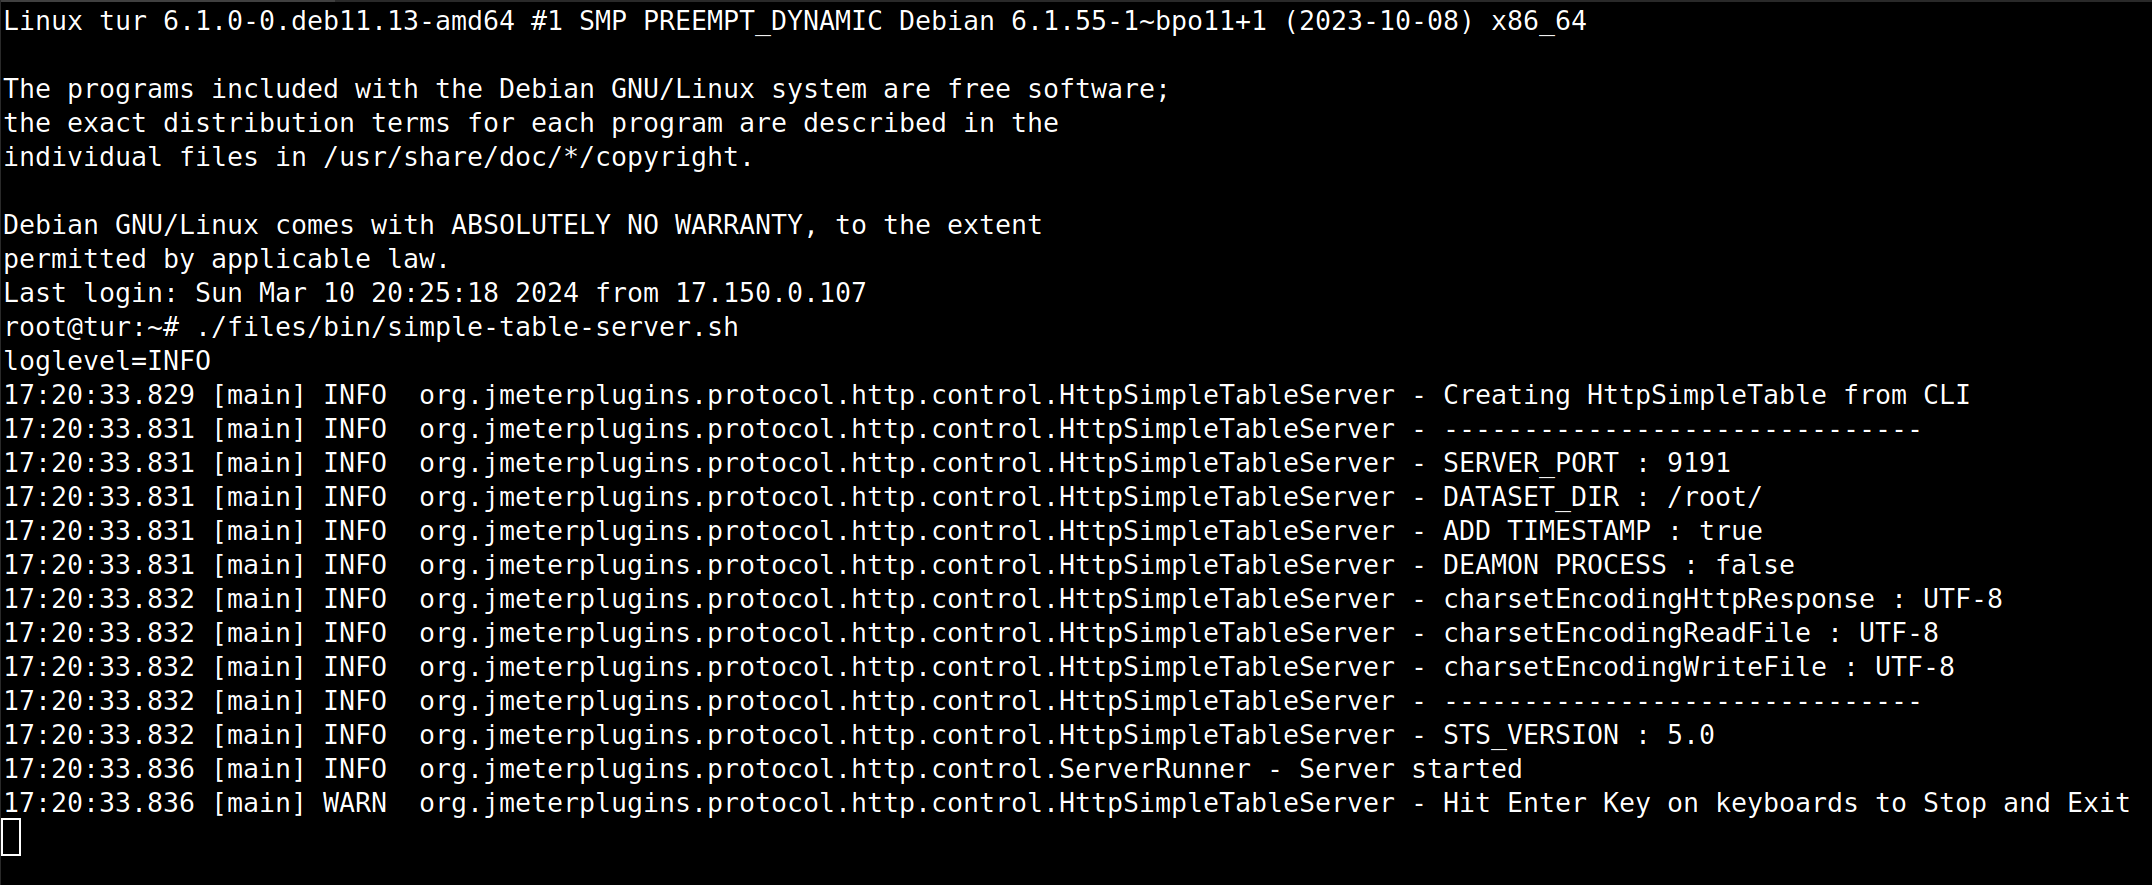 Linux tur 6.1.0-0.deb11.13-amd64 #1 SMP PREEMPT_DYNAMIC Debian 6.1.55-1~bpo11+1 (2023-10-08) x86_64

The programs included with the Debian GNU/Linux system are free software;
the exact distribution terms for each program are described in the
individual files in /usr/share/doc/*/copyright.

Debian GNU/Linux comes with ABSOLUTELY NO WARRANTY, to the extent
permitted by applicable law.
Last login: Sun Mar 10 20:25:18 2024 from 17.150.0.107
root@tur:~# ./files/bin/simple-table-server.sh
loglevel=INFO
17:20:33.829 [main] INFO  org.jmeterplugins.protocol.http.control.HttpSimpleTableServer - Creating HttpSimpleTable from CLI
17:20:33.831 [main] INFO  org.jmeterplugins.protocol.http.control.HttpSimpleTableServer - ------------------------------
17:20:33.831 [main] INFO  org.jmeterplugins.protocol.http.control.HttpSimpleTableServer - SERVER_PORT : 9191
17:20:33.831 [main] INFO  org.jmeterplugins.protocol.http.control.HttpSimpleTableServer - DATASET_DIR : /root/
17:20:33.831 [main] INFO  org.jmeterplugins.protocol.http.control.HttpSimpleTableServer - ADD TIMESTAMP : true
17:20:33.831 [main] INFO  org.jmeterplugins.protocol.http.control.HttpSimpleTableServer - DEAMON PROCESS : false
17:20:33.832 [main] INFO  org.jmeterplugins.protocol.http.control.HttpSimpleTableServer - charsetEncodingHttpResponse : UTF-8
17:20:33.832 [main] INFO  org.jmeterplugins.protocol.http.control.HttpSimpleTableServer - charsetEncodingReadFile : UTF-8
17:20:33.832 [main] INFO  org.jmeterplugins.protocol.http.control.HttpSimpleTableServer - charsetEncodingWriteFile : UTF-8
17:20:33.832 [main] INFO  org.jmeterplugins.protocol.http.control.HttpSimpleTableServer - ------------------------------
17:20:33.832 [main] INFO  org.jmeterplugins.protocol.http.control.HttpSimpleTableServer - STS_VERSION : 5.0
17:20:33.836 [main] INFO  org.jmeterplugins.protocol.http.control.ServerRunner - Server started
17:20:33.836 [main] WARN  org.jmeterplugins.protocol.http.control.HttpSimpleTableServer - Hit Enter Key on keyboards to Stop and Exit